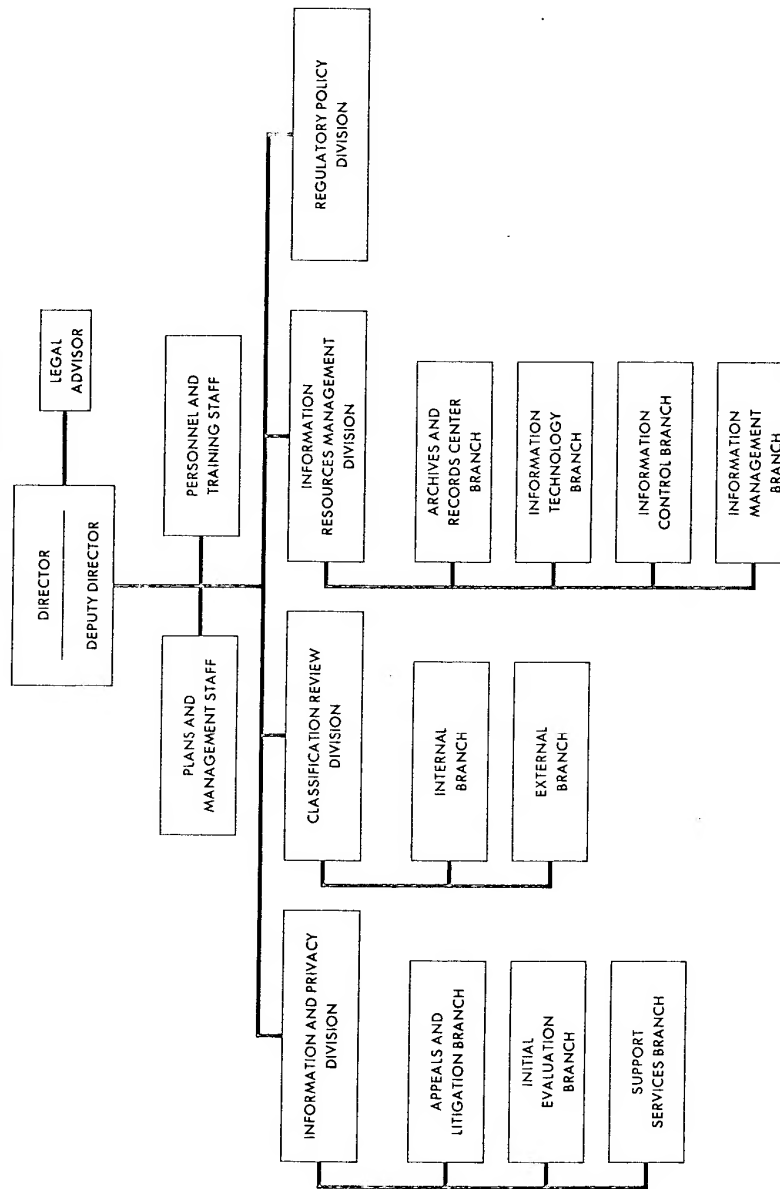 DIRECTOR
DEPUTY DIRECTOR
LEGAL
ADVISOR
PLANS AND
MANAGEMENT STAFF
PERSONNEL AND
TRAINING STAFF
INFORMATION AND PRIVACY
DIVISION
CLASSIFICATION REVIEW
DIVISION
INFORMATION
RESOURCES MANAGEMENT
DIVISION
REGULATORY POLICY
DIVISION
APPEALS AND
LITIGATION BRANCH
INITIAL
EVALUATION
BRANCH
SUPPORT
SERVICES BRANCH
INTERNAL
BRANCH
EXTERNAL
BRANCH
ARCHIVES AND
RECORDS CENTER
BRANCH
INFORMATION
TECHNOLOGY
BRANCH
INFORMATION
CONTROL BRANCH
INFORMATION
MANAGEMENT
BRANCH